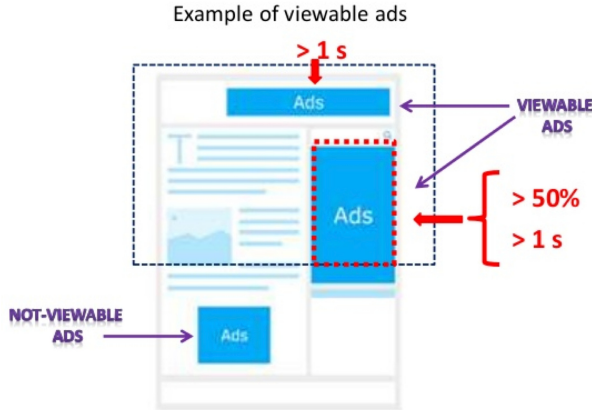 Example of viewable ads
> 1 s
Ads
VIEWABLE
ADS
T
Ads
> 50%
> 1 s
NOT-VIEWABLE
ADS
Ads